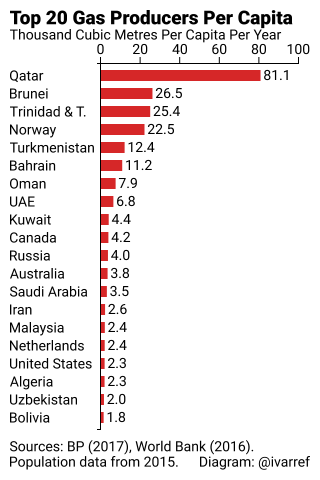 Top 20 Gas Producers Per Capita
Thousand Cubic Metres Per Capita Per Year
0 20 40 60 80 100
Qatar 81.1
Brunei 26.5
Trinidad & T. 25.4
Norway 22.5
Turkmenistan 12.4
Bahrain 11.2
Oman 7.9
UAE 6.8
Kuwait 4.4
Canada 4.2
Russia 4.0
Australia 3.8
Saudi Arabia 3.5
Iran 2.6
Malaysia 2.4
Netherlands 2.4
United States 2.3
Algeria 2.3
Uzbekistan 2.0
Bolivia 1.8
Sources: BP (2017), World Bank (2016).
Population data from 2015. Diagram: @ivarref